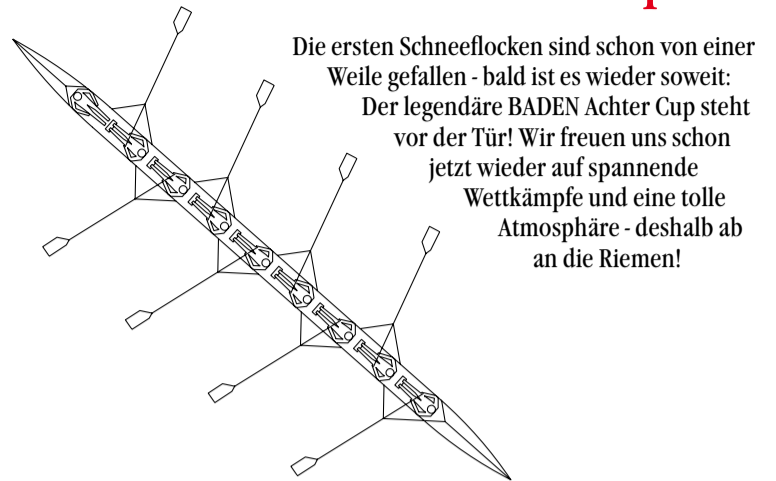 Die ersten Schneeflocken sind schon von einer
Weile gefallen - bald ist es wieder soweit:
Der legendäre BADEN Achter Cup steht
vor der Tür! Wir freuen uns schon
jetzt wieder auf spannende
Wettkämpfe und eine tolle
Atmosphäre - deshalb ab
an die Riemen!